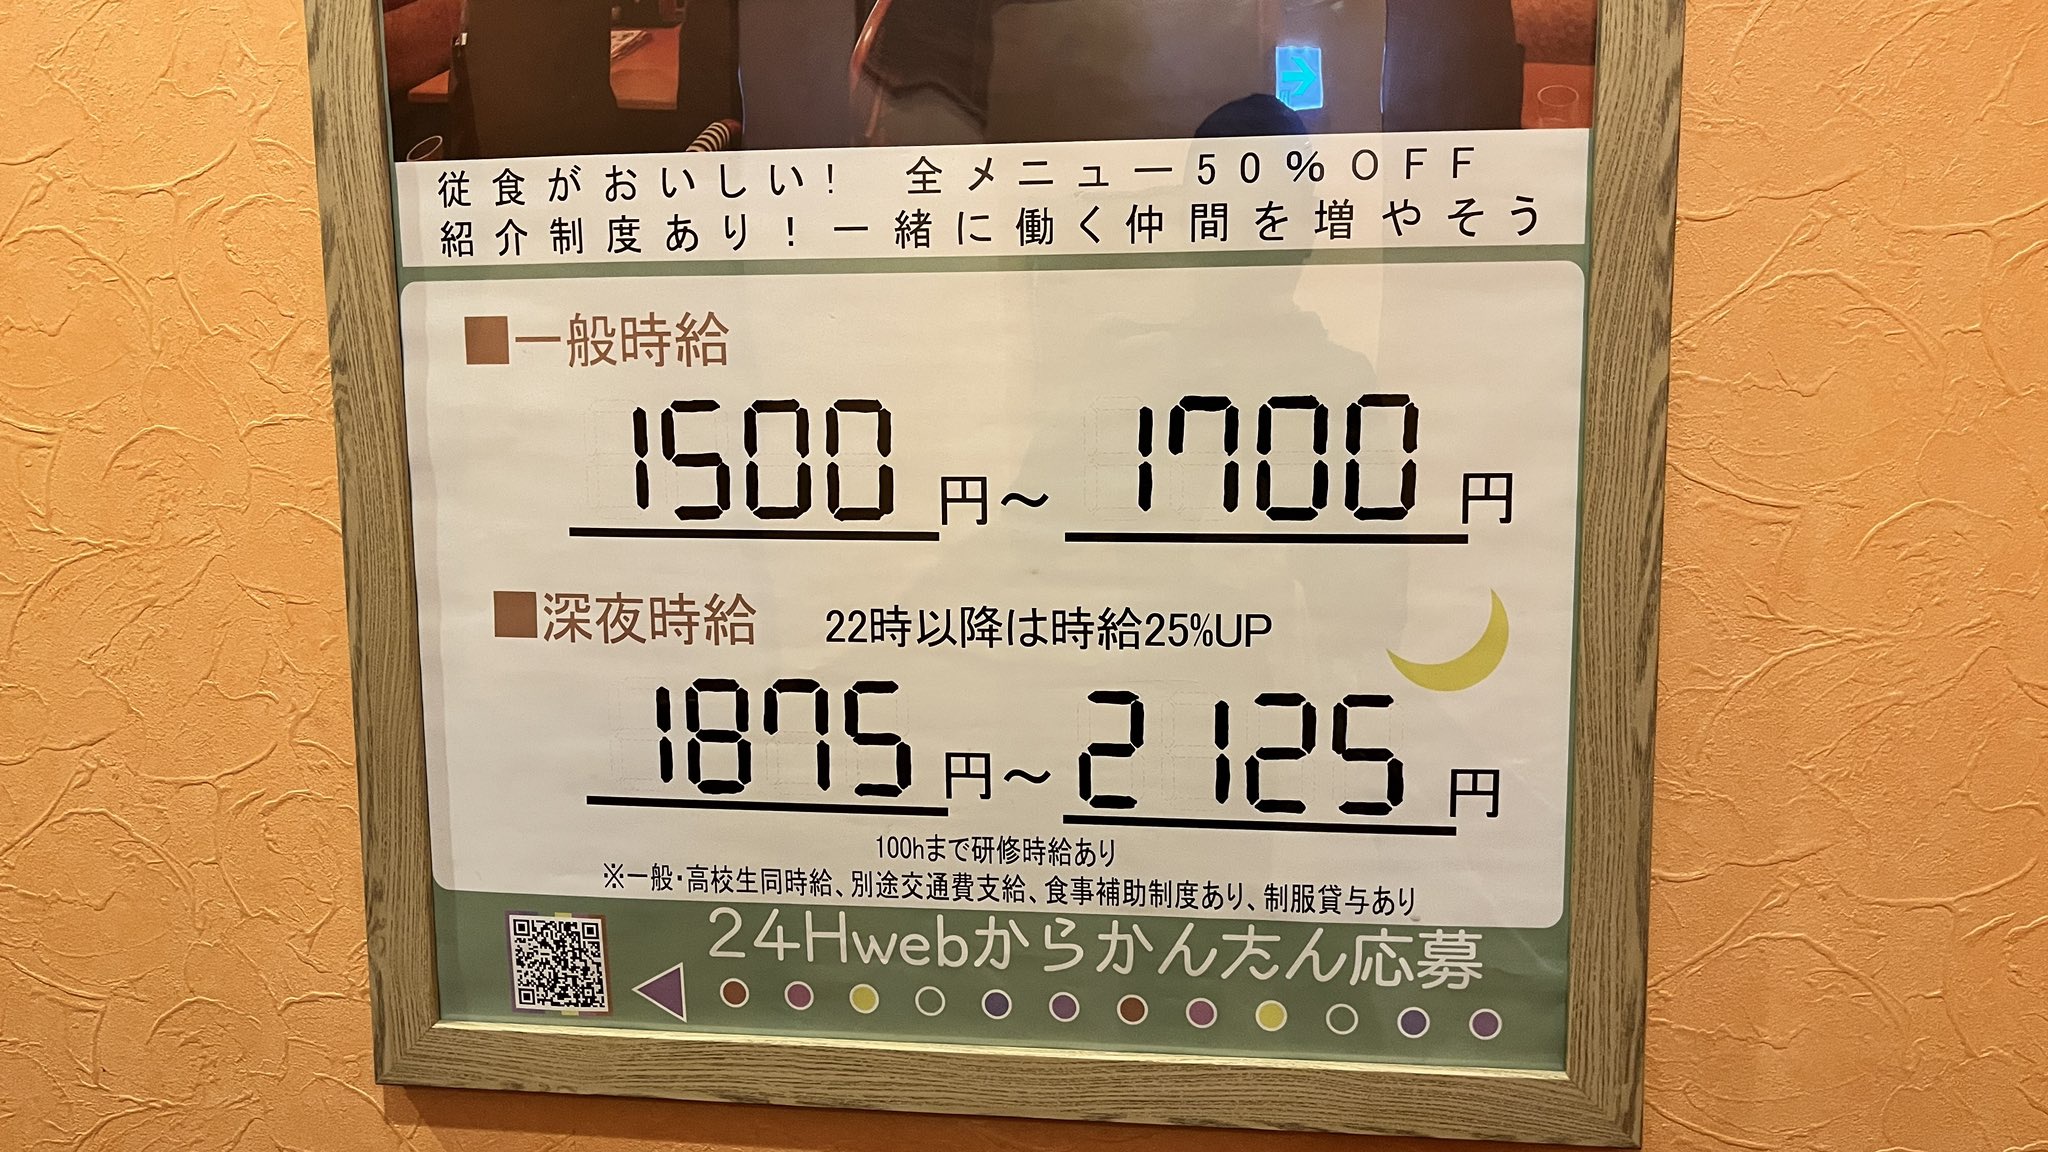 従食がおいしい！　全メニュー50％OFF
紹介制度あり！一緒に働く仲間を増やそう
■一般時給
1500円～1700円
■深夜時給　22時以降は時給25%UP
1875円～2125円
100hまで研修時給あり
※一般・高校生同時給、別途交通費支給、食事補助制度あり、制服貸与あり
24Hwebからかんたん応募